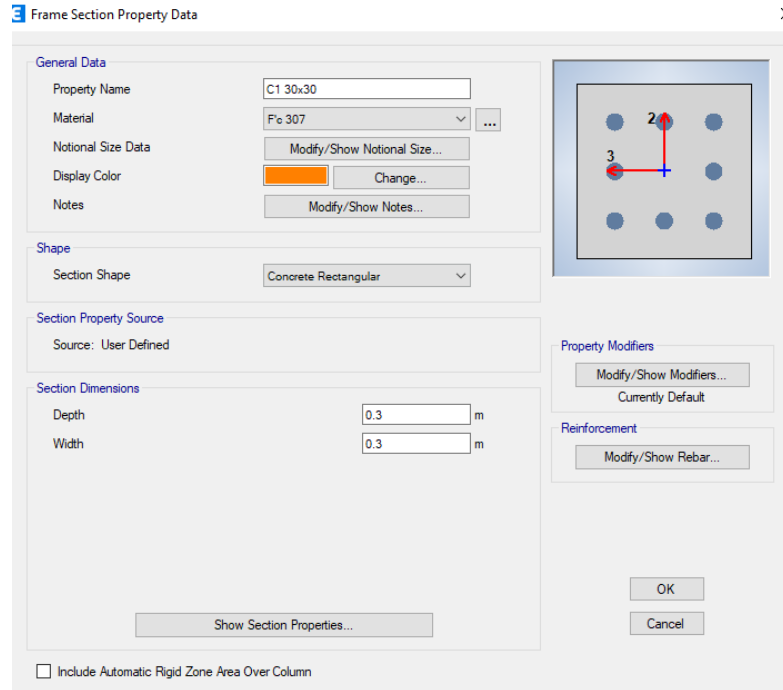 Frame Section Property Data
General Data
Property Name C1 30x30
Material F'c 307 ...
Notional Size Data Modify/Show Notional Size...
Display Color Change...
Notes Modify/Show Notes...
Shape
Section Shape Concrete Rectangular
Section Property Source
Source: User Defined
Section Dimensions
Depth 0.3 m
Width 0.3 m
Show Section Properties...
Include Automatic Rigid Zone Area Over Column
2
3
Property Modifiers
Modify/Show Modifiers...
Currently Default
Reinforcement
Modify/Show Rebar...
OK
Cancel